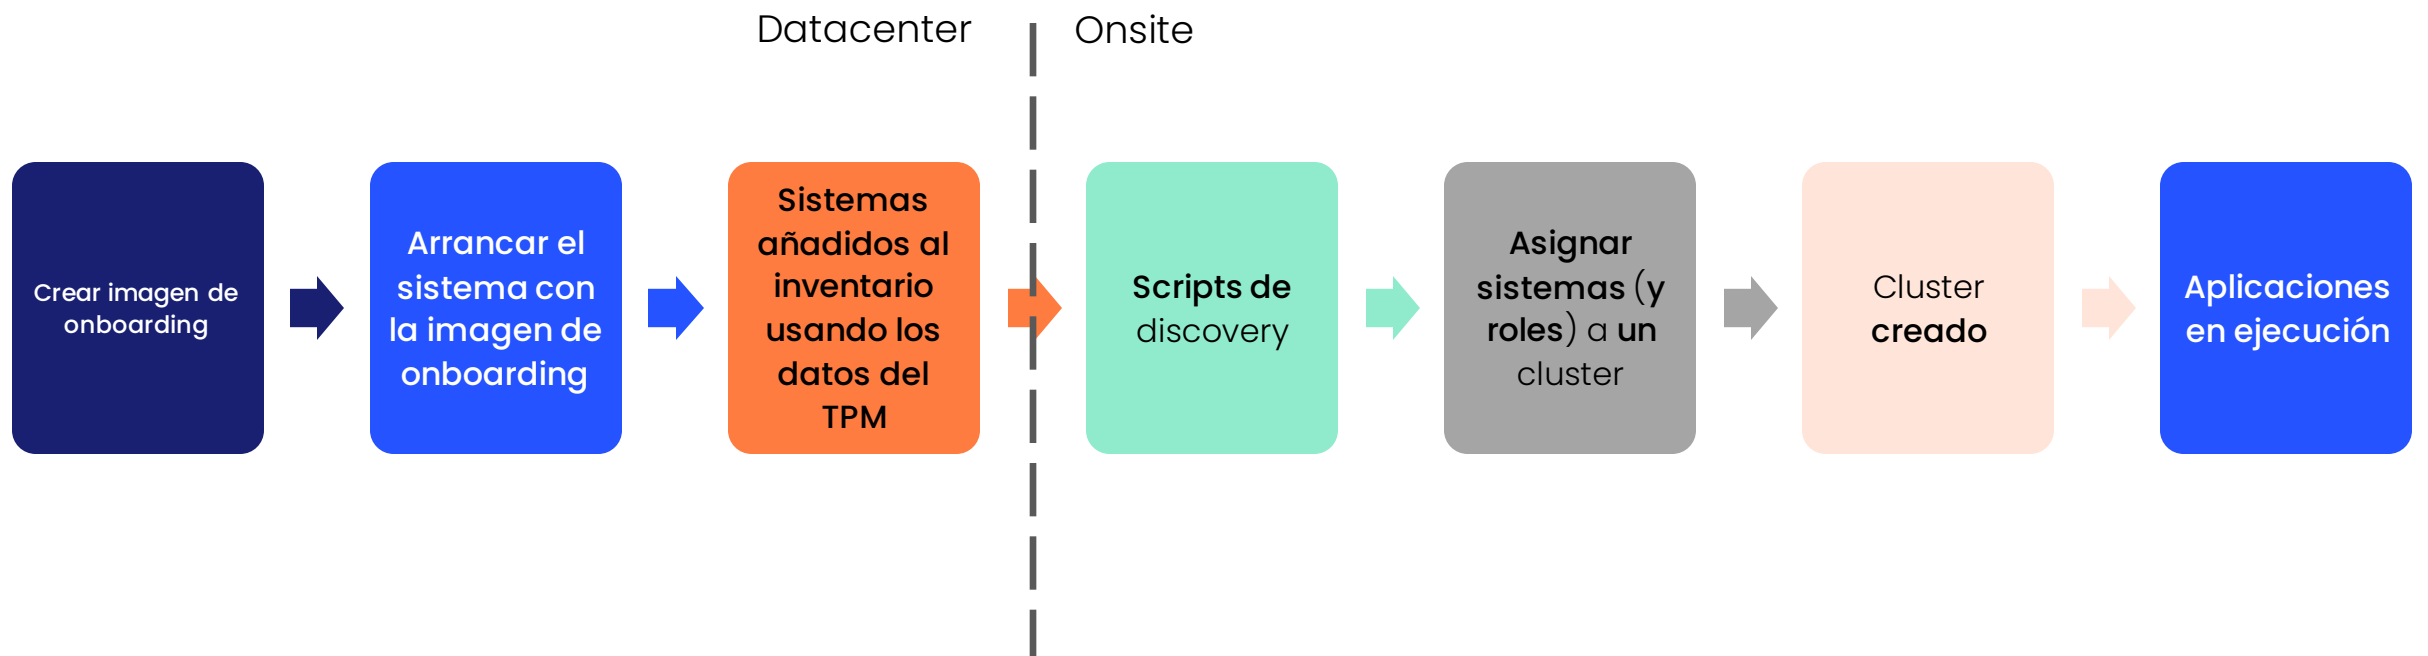 Datacenter
Onsite
Crear imagen de
onboarding
Arrancar el
sistema con
la imagen de
onboarding
Sistemas
añadidos al
inventario
usando los
datos del
TPM
Scripts de
discovery
Asignar
sistemas (y
roles) a un
cluster
Cluster
creado
Aplicaciones
en ejecución